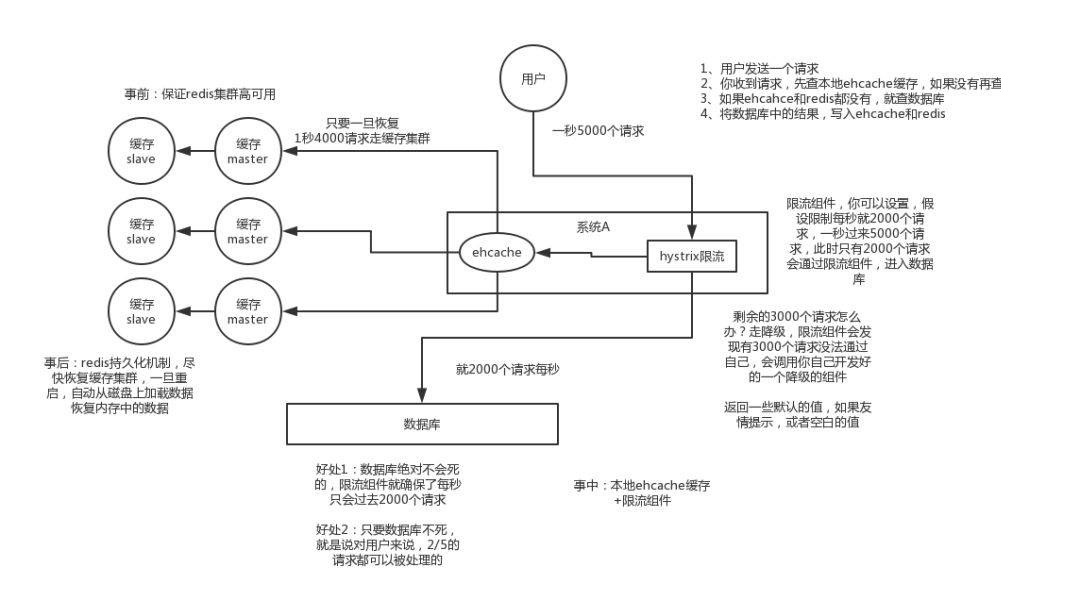 用户
1、用户发送一个请求
2、你收到请求，先查本地ehcache缓存，如果没有再查
3、如果ehcahce和redis都没有，就查数据库
4、将数据库中的结果，写入ehcache和redis
事前：保证redis集群高可用
只要一旦恢复
1秒4000请求走缓存集群
一秒5000个请求
缓存
slave
缓存
master
缓存
slave
缓存
master
缓存
slave
缓存
master
系统A
ehcache
hystrix限流
限流组件，你可以设置，假
设限制每秒就2000个请
求，一秒过来5000个请
求，此时只有2000个请求
会通过限流组件，进入数据
库
剩余的3000个请求怎么
办？走降级，限流组件会发
现有3000个请求没法通过
自己，会调用你自己开发好
的一个降级的组件
返回一些默认的值，如果友
情提示，或者空白的值
事后：redis持久化机制，尽
快恢复缓存集群，一旦重
启，自动从磁盘上加载数据
恢复内存中的数据
就2000个请求每秒
数据库
好处1：数据库绝对不会死
的，限流组件就确保了每秒
只会过去2000个请求
好处2：只要数据库不死，
就是说对用户来说，2/5的
请求都可以被处理的
事中：本地ehcache缓存
+限流组件